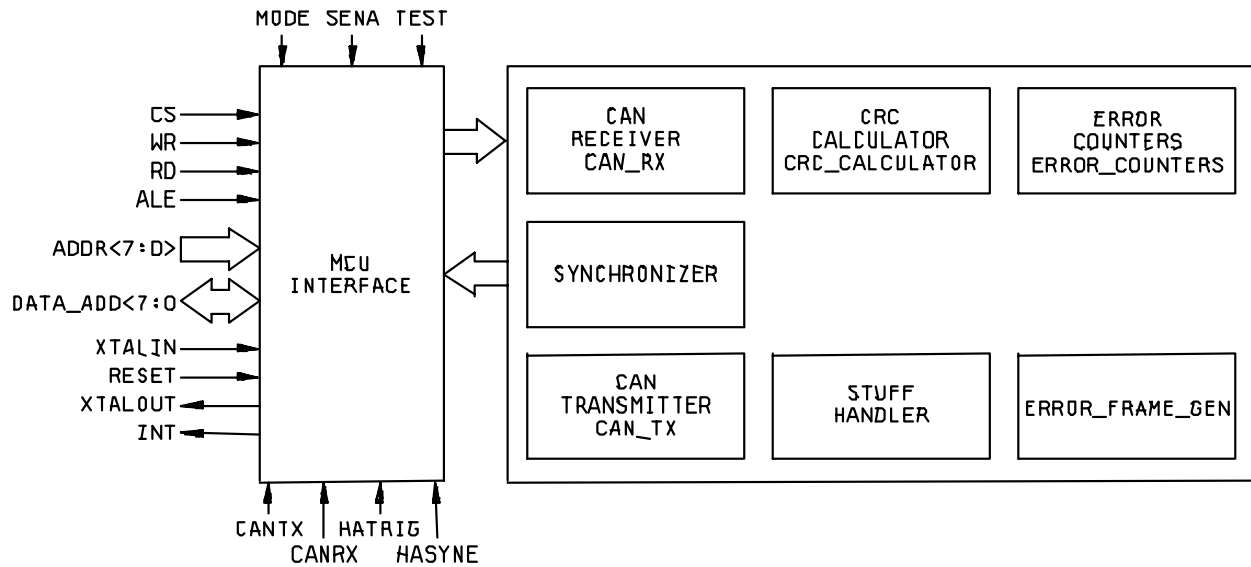 MODE SENA TEST
CS
WR
RD
ALE
ADDR<7:D>
DATA_ADD<7:0
XTALIN
RESET
XTALOUT
INT
MCU
INTERFACE
CANTX
CANRX
HATRIG
HASYNE
CAN
RECEIVER
CAN_RX
CRC
CALCULATOR
CRC_CALCULATOR
ERROR
COUNTERS
ERROR_COUNTERS
SYNCHRONIZER
CAN
TRANSMITTER
CAN_TX
STUFF
HANDLER
ERROR_FRAME_GEN